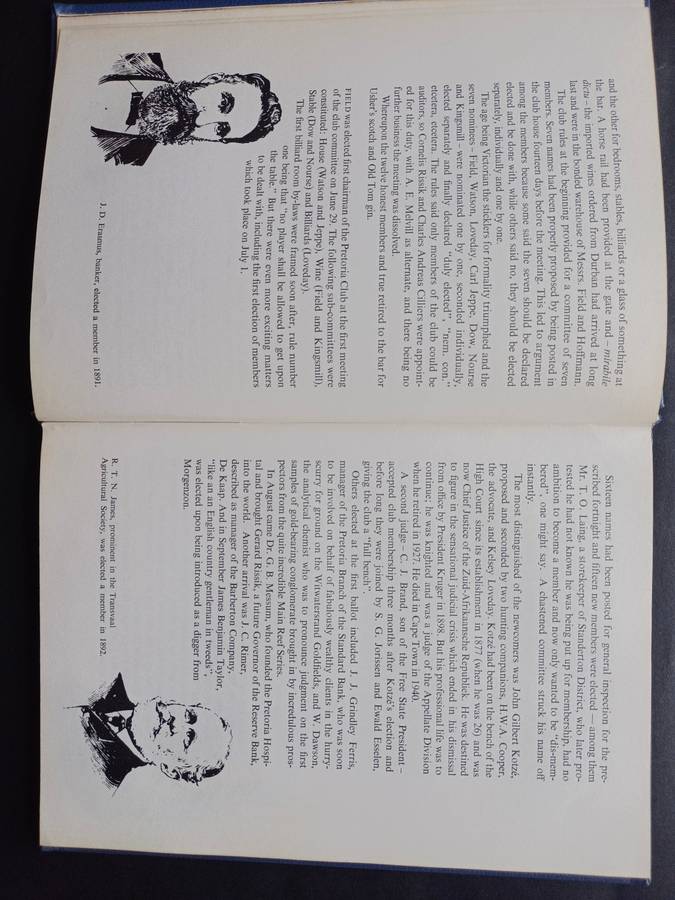 and the other for bedrooms, stables, billiards or a glass of something at
the bar. A horse rail had been provided at the gate and – mirabile
dictu – the imported wines ordered from Durban had arrived at long
last and were in the bonded warehouse of Messrs. Field and Hoffmann.
The club rules at the beginning provided for a committee of seven
members. Seven names had been properly proposed by being posted in
the club house fourteen days before the meeting. This led to argument
among the members because some said the seven should be declared
elected and be done with, while others said no, they should be elected
separately, individually and one by one.
The age being Victorian the sticklers for formality triumphed and the
seven nominees – Field, Watson, Loveday, Carl Jeppe, Dow, Nourse
and Kingsmill – were nominated one by one, seconded individually,
elected separately and finally declared "duly elected", "nem. con."
etcetera, etcetera. The rules said only members of the club could be
auditors, so Cornelis Rissik and Charles Andreas Cilliers were appoint-
ed for this duty, with A. E. Melvill as alternate, and there being no
further business the meeting was dissolved.
Whereupon the twelve honest members and true retired to the bar for
Usher's scotch and Old Tom gin.
FIELD was elected first chairman of the Pretoria Club at the first meeting
of the club committee on June 29. The following sub-committees were
constituted: House (Watson and Jeppe), Wine (Field and Kingsmill),
Stable (Dow and Nourse) and Billiards (Loveday).
The first billiard room by-laws were framed soon after, rule number
one being that "no player shall be allowed to get upon
the table." But there were even more exciting matters
to be dealt with, including the first election of members
which took place on July 1.
J. D. Erasmus, banker, elected a member in 1891.
Sixteen names had been posted for general inspection for the pre-
scribed fortnight and fifteen new members were elected — among them
Mr. T. O. Laing, a storekeeper of Standerton District, who later pro-
tested he had not known he was being put up for membership, had no
ambition to become a member and now only wanted to be "dis-mem-
bered", one might say. A chastened committee struck his name off
instantly.
The most distinguished of the newcomers was John Gilbert Kotzé,
proposed and seconded by two hunting companions, H.W.A. Cooper,
the advocate, and Kelsey Loveday. Kotzé had been on the bench of the
High Court since its establishment in 1877 (when he was 26) and was
now Chief Justice of the Zuid-Afrikaansche Republiek. He was destined
to figure in the sensational judicial crisis which ended in his dismissal
from office by President Kruger in 1898. But his professional life was to
continue; he was knighted and was a judge of the Appellate Division
when he retired in 1927. He died in Cape Town in 1940.
A second judge – C. J. Brand, son of the Free State President –
accepted club membership three months after Kotzé's election and
before long they were joined by S. G. Jorissen and Ewald Esselen,
giving the club a "full bench".
Others elected at the first ballot included J. J. Grindley Ferris,
manager of the Pretoria Branch of the Standard Bank, who was soon
to be involved on behalf of fabulously wealthy clients in the hurry-
scurry for ground on the Witwatersrand Goldfields, and W. Dawson,
the analytical chemist who was to pronounce judgment on the first
samples of gold-bearing conglomerate brought in by incredulous pros-
pectors from the quite incredible Main Reef Series.
In August came Dr. G. B. Messum, who founded the Pretoria Hospi-
tal and brought Gerard Rissik, a future Governor of the Reserve Bank,
into the world. Another arrival was J. C. Rimer,
described as manager of the Barberton Company,
De Kaap. And in September James Benjamin Taylor,
"like an an English country gentleman in tweeds",
was elected upon being introduced as a digger from
Morgenzon.
R. T. N. James, prominent in the Transvaal
Agricultural Society, was elected a member in 1892.